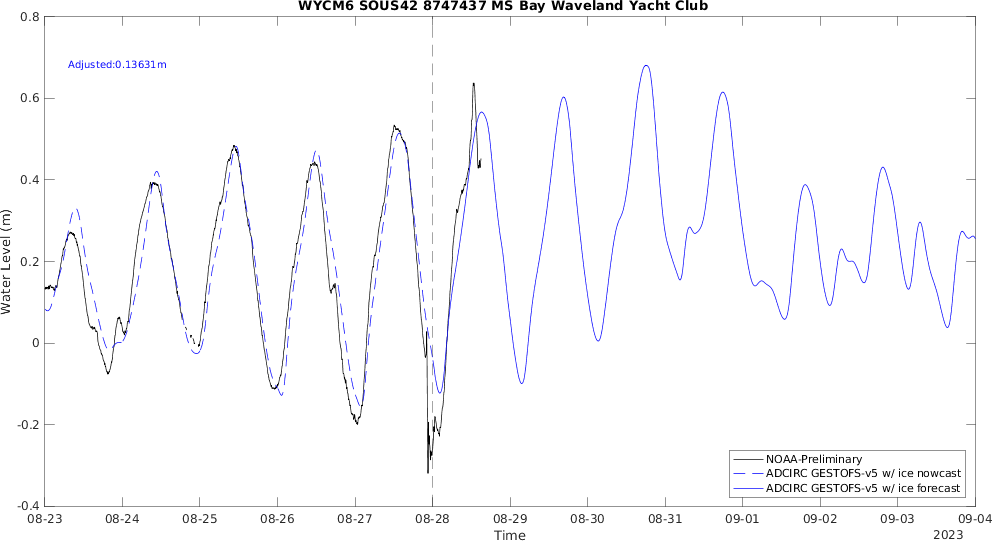 WYCM6 SOUS42 8747437 MS Bay Waveland Yacht Club
Adjusted:0.13631m
Water Level (m)
0.8
0.6
0.4
0.2
0
-0.2
-0.4
NOAA-Preliminary
ADCIRC GESTOFS-v5 w/ ice nowcast
ADCIRC GESTOFS-v5 w/ ice forecast
08-23 08-24 08-25 08-26 08-27 08-28 08-29 08-30 08-31 09-01 09-02 09-03 09-04
Time
2023